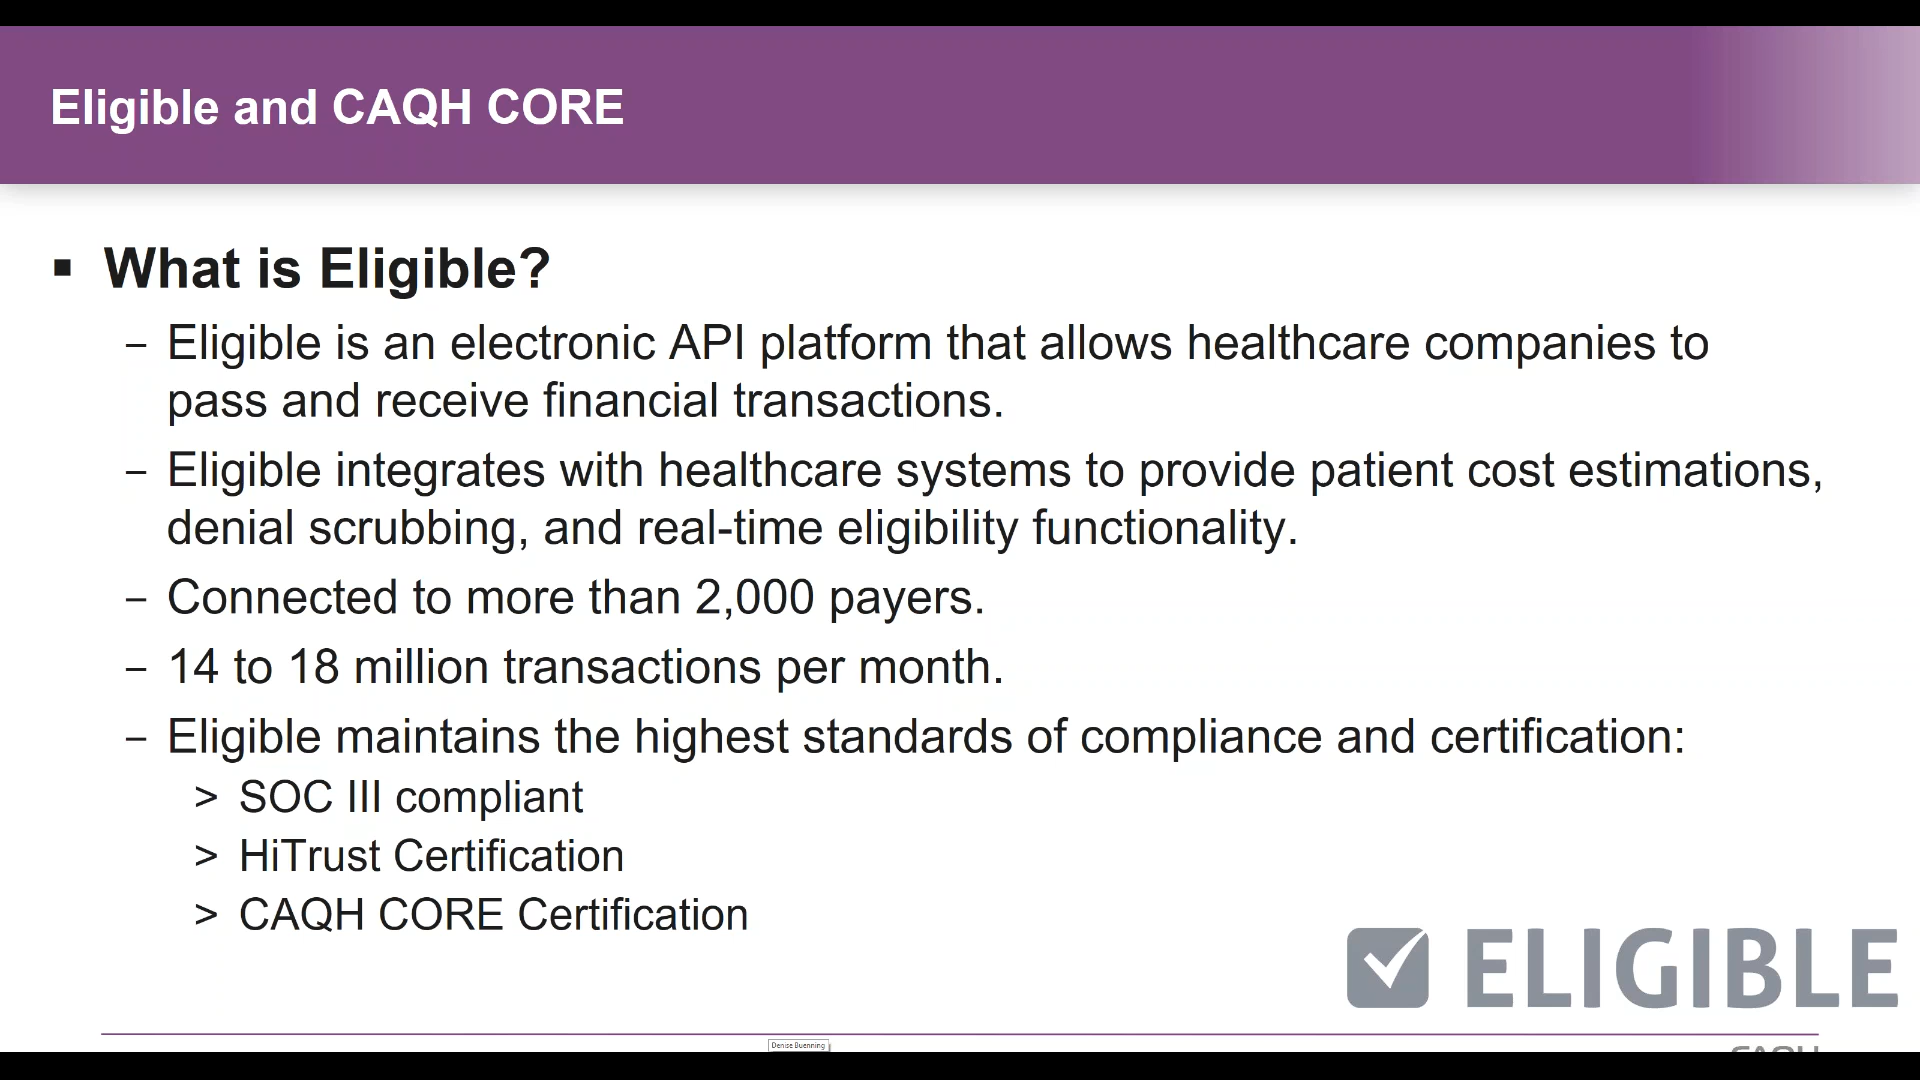 Eligible and CAQH CORE
▪ What is Eligible?
– Eligible is an electronic API platform that allows healthcare companies to
pass and receive financial transactions.
– Eligible integrates with healthcare systems to provide patient cost estimations,
denial scrubbing, and real-time eligibility functionality.
– Connected to more than 2,000 payers.
– 14 to 18 million transactions per month.
– Eligible maintains the highest standards of compliance and certification:
> SOC III compliant
> HiTrust Certification
> CAQH CORE Certification
ELIGIBLE
Denise Buenning